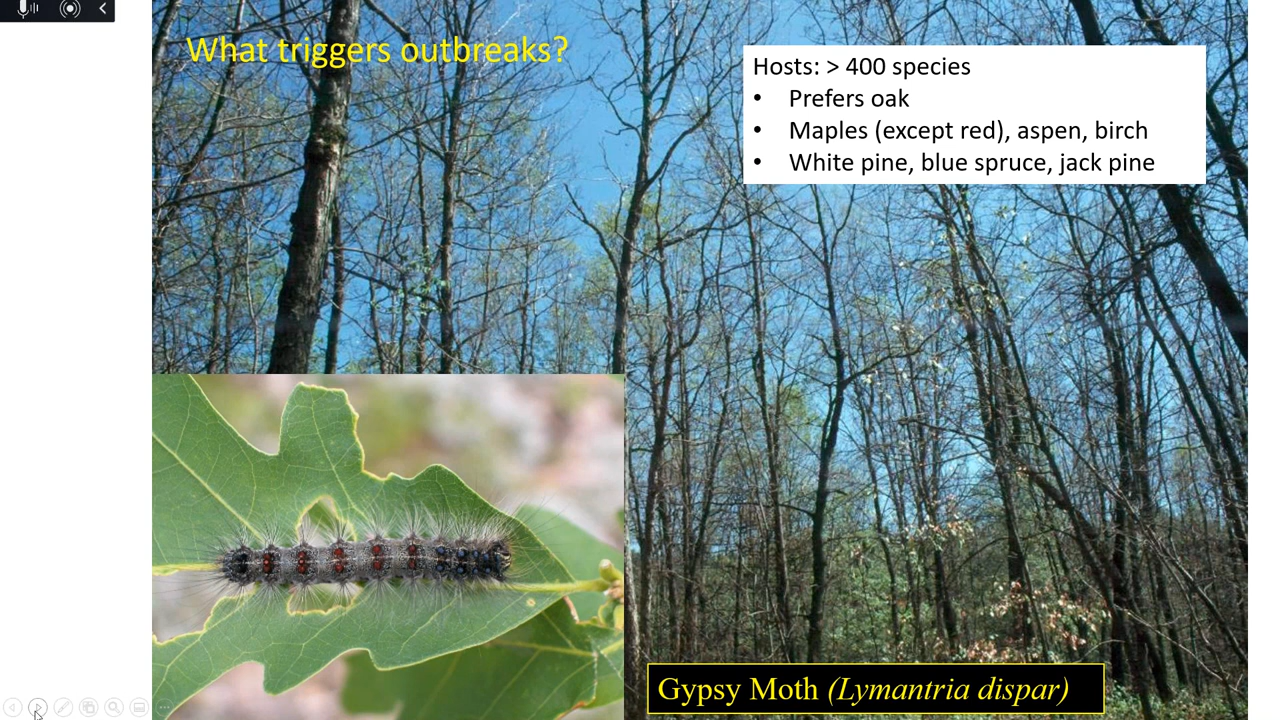 What triggers outbreaks?
Hosts: > 400 species
• Prefers oak
• Maples (except red), aspen, birch
• White pine, blue spruce, jack pine
Gypsy Moth (Lymantria dispar)